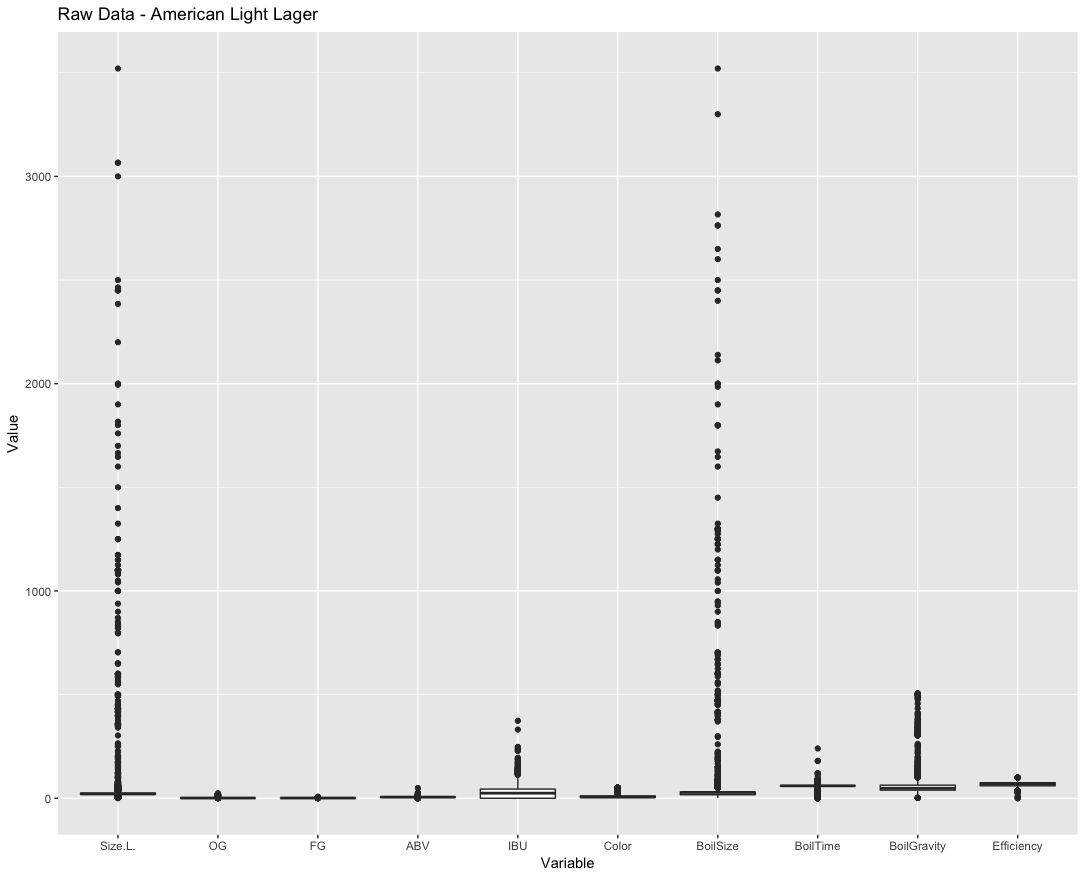 Raw Data - American Light Lager
3000
2000
1000
0
Value
Size.L. OG FG ABV IBU Color BoilSize BoilTime BoilGravity Efficiency
Variable